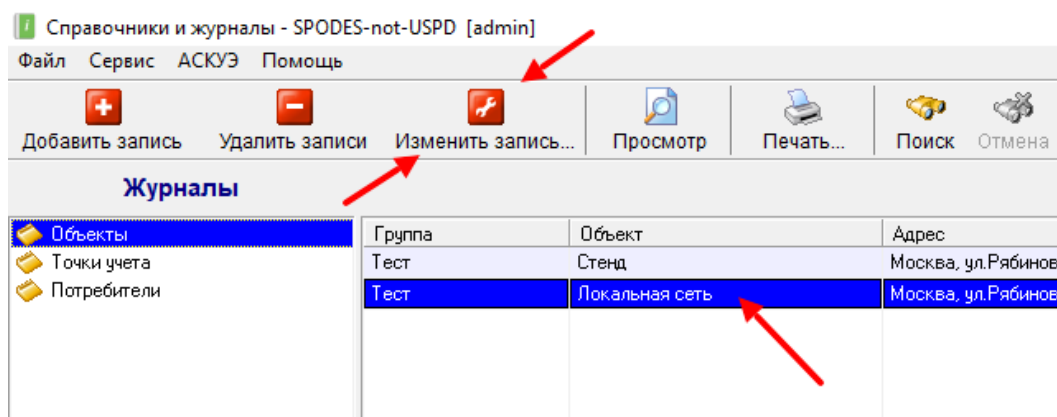 Справочники и журналы - SPODES-not-USPD [admin]
Файл Сервис АСКУЭ Помощь
Добавить запись Удалить записи Изменить запись... Просмотр Печать... Поиск Отмена
Журналы
Объекты
Точки учета
Потребители
Группа Объект Адрес
Тест Стенд Москва, ул.Рябинов
Тест Локальная сеть Москва, ул.Рябинов